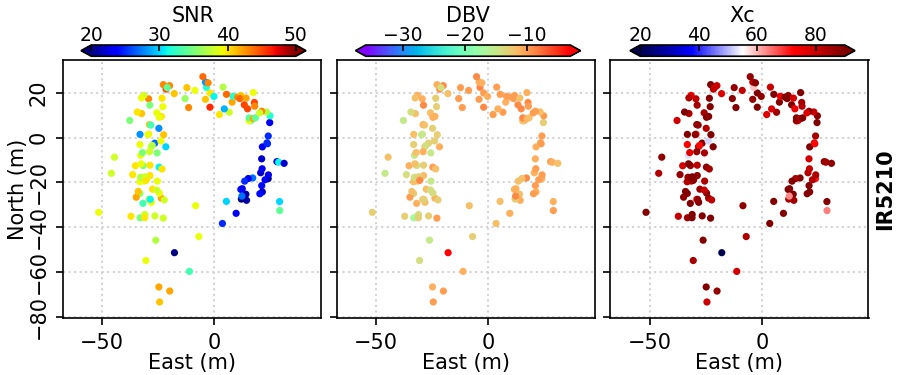 SNR
DBV
Xc
20 30 40 50
−30 −20 −10
20 40 60 80
20
0
−20
−40
−60
−80
North (m)
IR5210
−50 0
−50 0
−50 0
East (m)
East (m)
East (m)